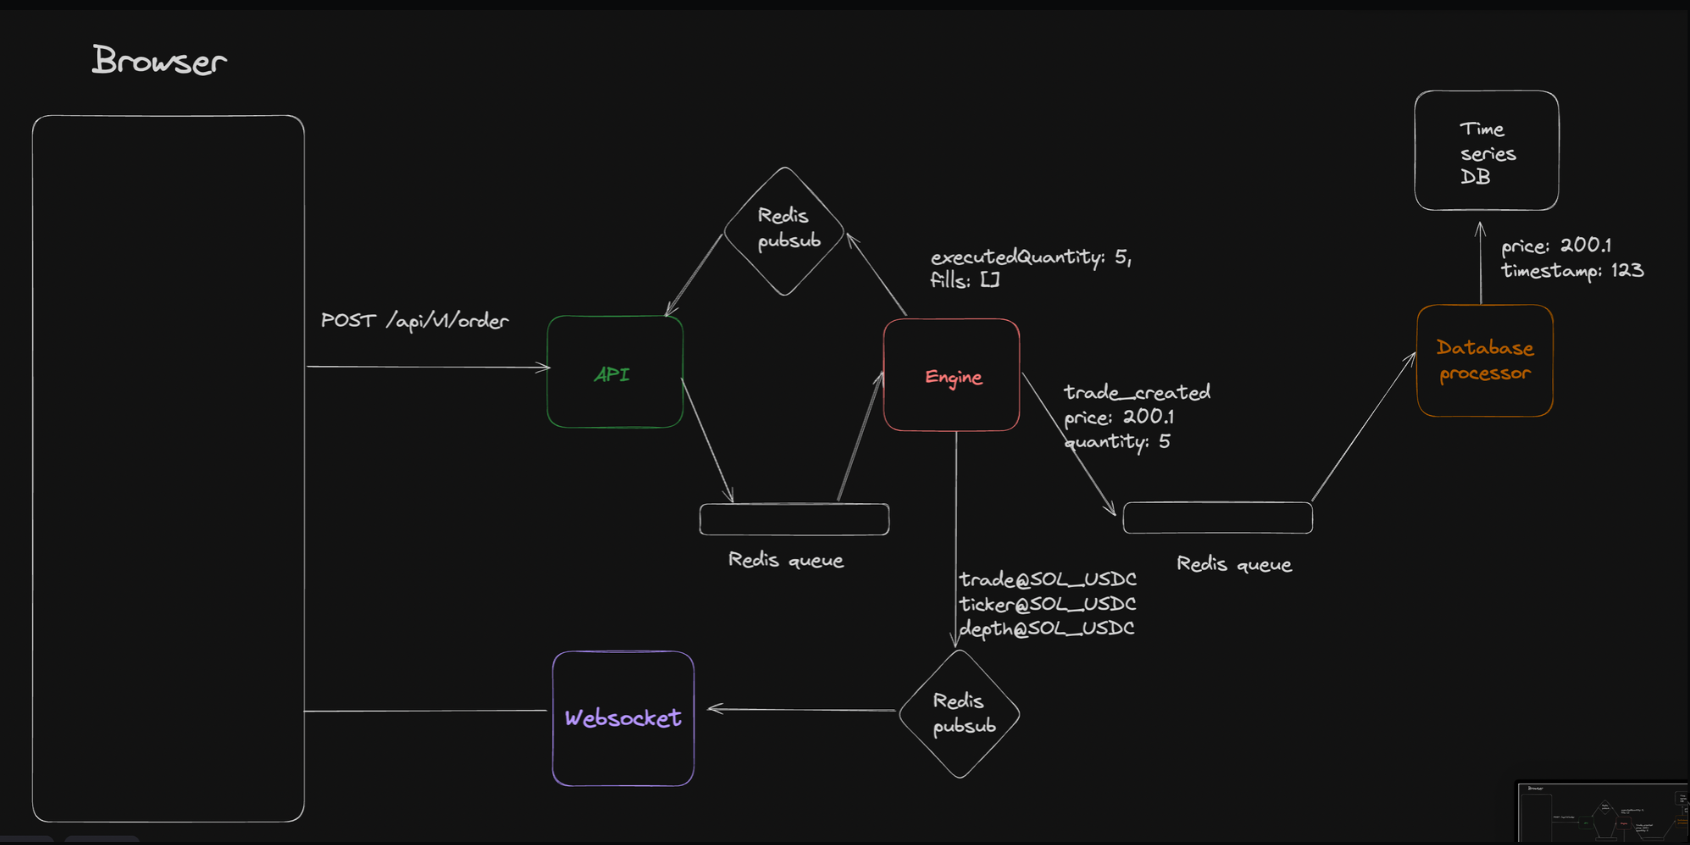 Browser
Time
series
DB
Redis
pubsub
executedQuantity: 5,
fills: []
price: 200.1
timestamp: 123
POST /api/v1/order
API
Engine
Database
processor
trade_created
price: 200.1
quantity: 5
Redis queue
Redis queue
trade@SOL_USDC
ticker@SOL_USDC
depth@SOL_USDC
Websocket
Redis
pubsub